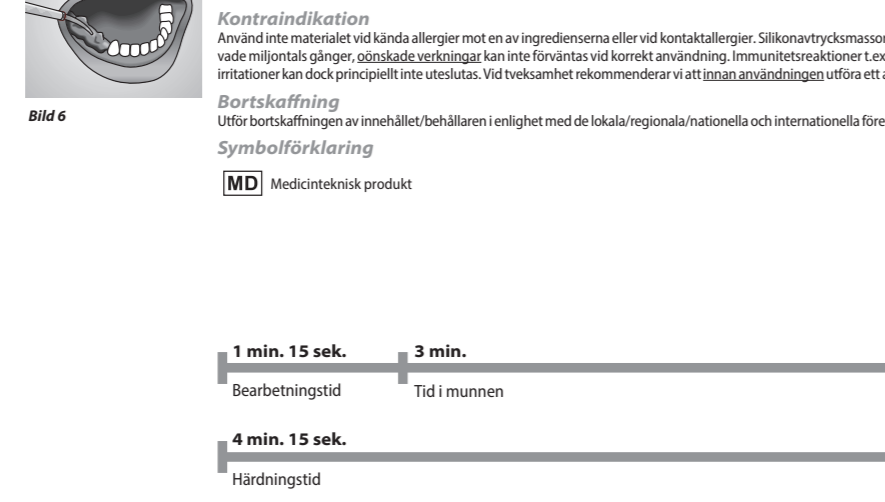 Kontraindikation
Använd inte materialet vid kända allergier mot en av ingredienserna eller vid kontaktallergier. Silikonavtrycksmassor
vade miljontals gånger, oönskade verkningar kan inte förväntas vid korrekt användning. Immunitetsreaktioner t.ex
irritationer kan dock principiellt inte uteslutas. Vid tveksamhet rekommenderar vi att innan användningen utföra ett
Bild 6
Bortskaffning
Utför bortskaffningen av innehållet/behållaren i enlighet med de lokala/regionala/nationella och internationella före
Symbolförklaring
MD Medicinteknisk produkt
1 min. 15 sek. 3 min.
Bearbetningstid Tid i munnen
4 min. 15 sek.
Härdningstid